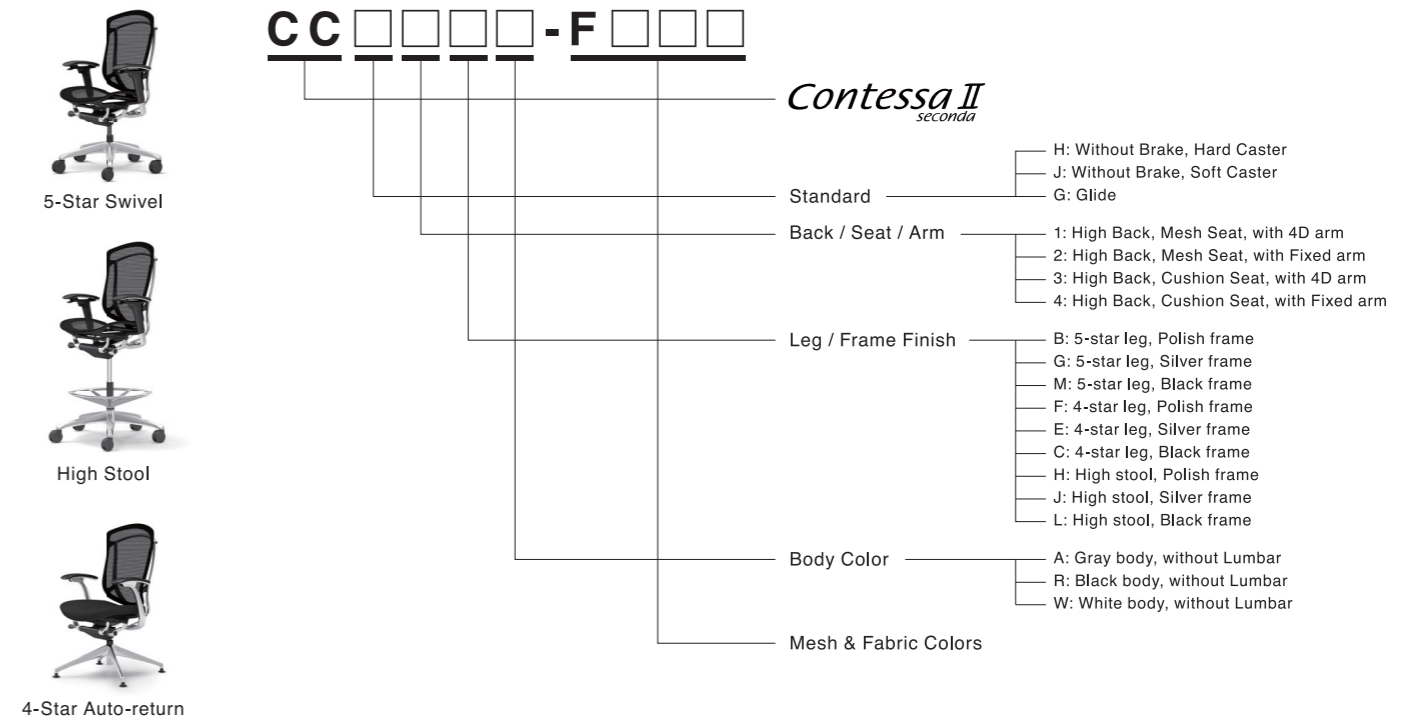 CC□□□□-F□□□
Contessa II
seconda
5-Star Swivel
High Stool
4-Star Auto-return
Standard
H: Without Brake, Hard Caster
J: Without Brake, Soft Caster
G: Glide
Back / Seat / Arm
1: High Back, Mesh Seat, with 4D arm
2: High Back, Mesh Seat, with Fixed arm
3: High Back, Cushion Seat, with 4D arm
4: High Back, Cushion Seat, with Fixed arm
Leg / Frame Finish
B: 5-star leg, Polish frame
G: 5-star leg, Silver frame
M: 5-star leg, Black frame
F: 4-star leg, Polish frame
E: 4-star leg, Silver frame
C: 4-star leg, Black frame
H: High stool, Polish frame
J: High stool, Silver frame
L: High stool, Black frame
Body Color
A: Gray body, without Lumbar
R: Black body, without Lumbar
W: White body, without Lumbar
Mesh & Fabric Colors